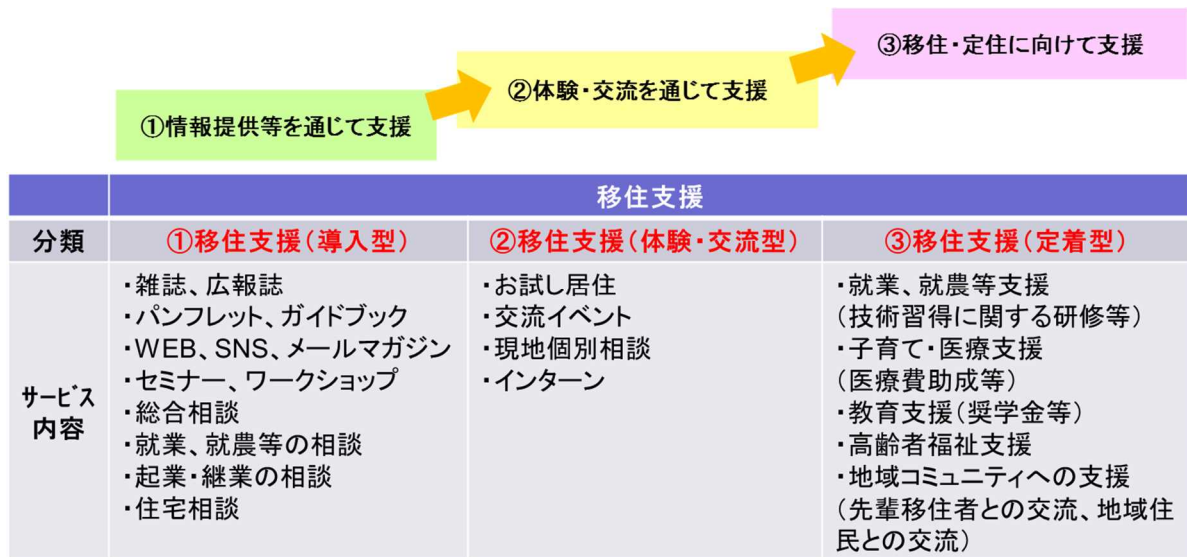 ③移住・定住に向けて支援
②体験・交流を通じて支援
①情報提供等を通じて支援
移住支援
分類
①移住支援（導入型）
②移住支援（体験・交流型）
③移住支援（定着型）
サービス
内容
・雑誌、広報誌
・パンフレット、ガイドブック
・WEB、SNS、メールマガジン
・セミナー、ワークショップ
・総合相談
・就業、就農等の相談
・起業・継業の相談
・住宅相談
・お試し居住
・交流イベント
・現地個別相談
・インターン
・就業、就農等支援
（技術習得に関する研修等）
・子育て・医療支援
（医療費助成等）
・教育支援（奨学金等）
・高齢者福祉支援
・地域コミュニティへの支援
（先輩移住者との交流、地域住
民との交流）